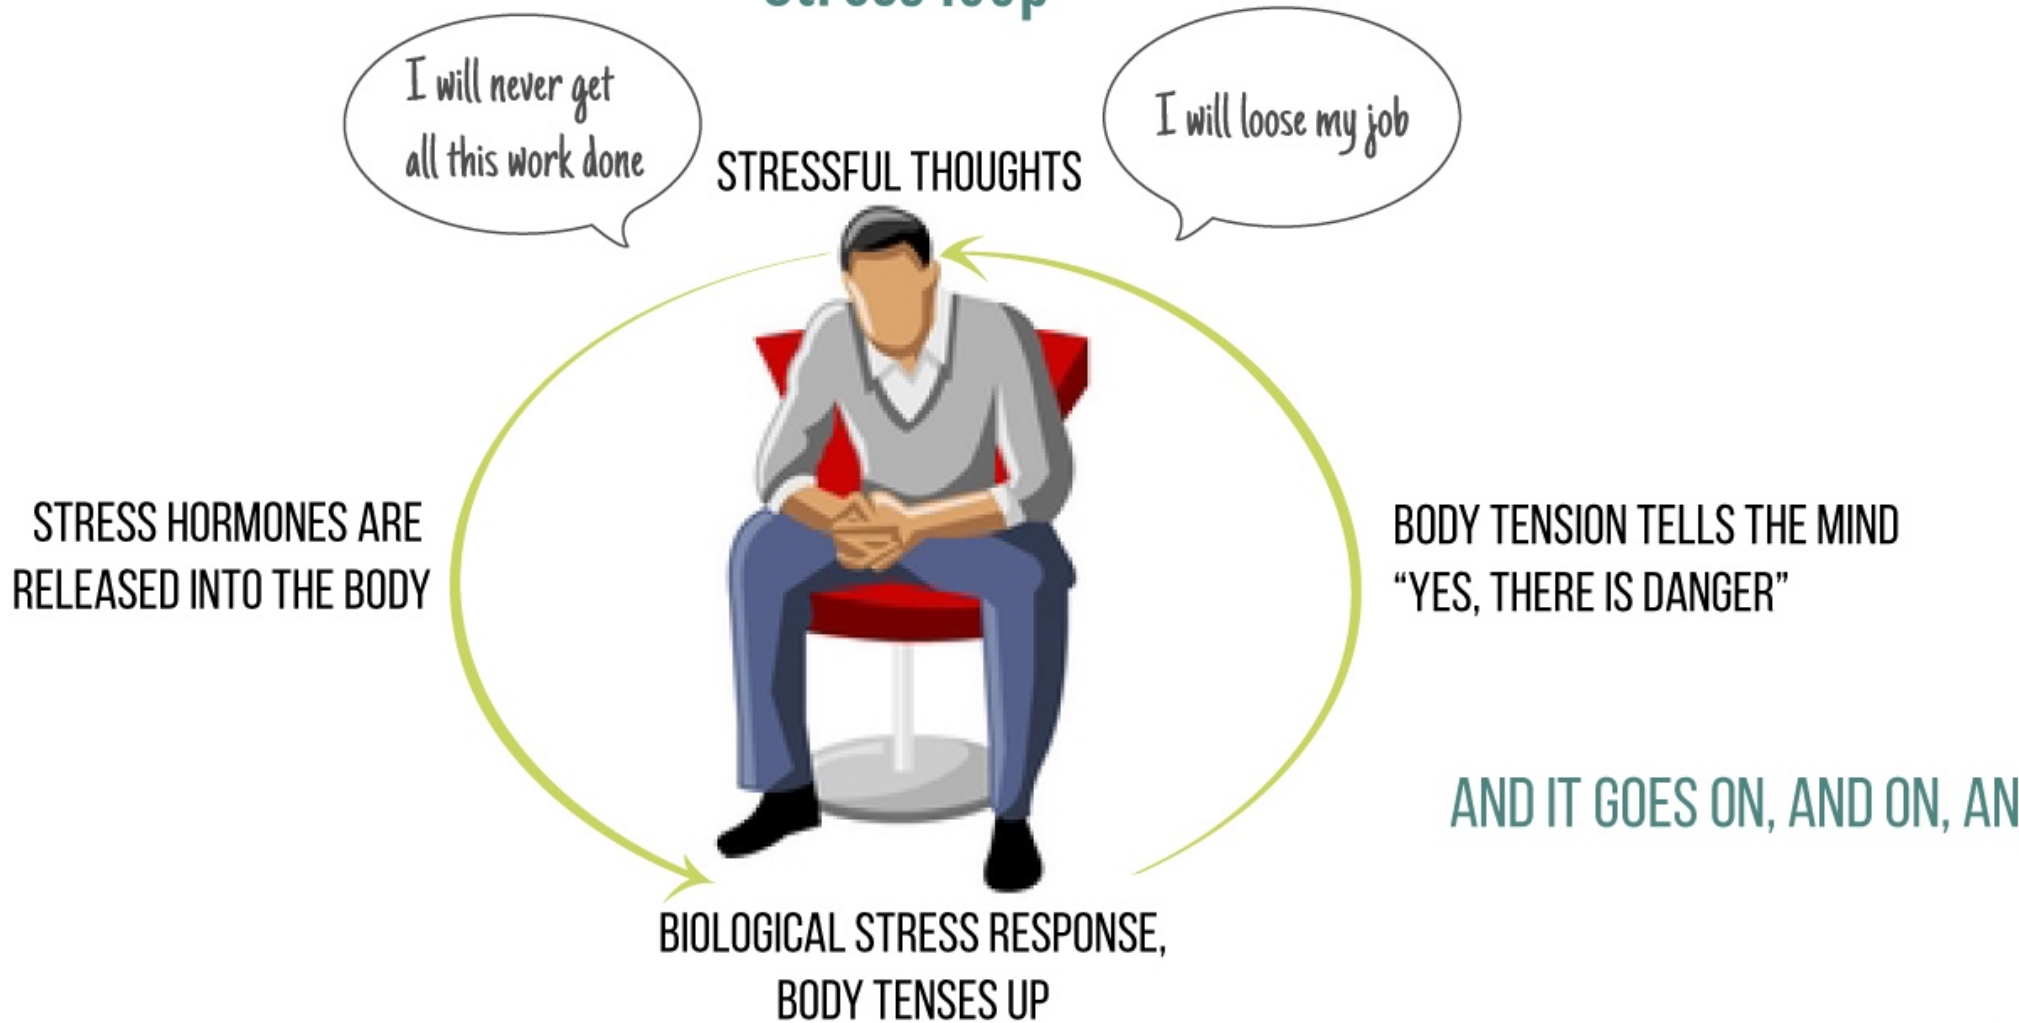 Stress loop
I will never get
all this work done
I will loose my job
STRESSFUL THOUGHTS
STRESS HORMONES ARE
RELEASED INTO THE BODY
BODY TENSION TELLS THE MIND
“YES, THERE IS DANGER”
AND IT GOES ON, AND ON, AN
BIOLOGICAL STRESS RESPONSE,
BODY TENSES UP